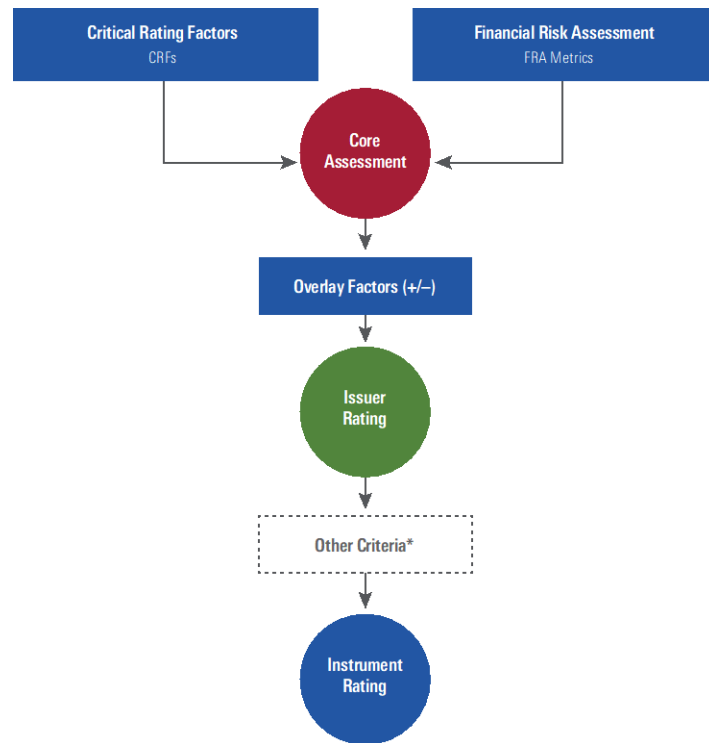 Critical Rating Factors
CRFs
Financial Risk Assessment
FRA Metrics
Core
Assessment
Overlay Factors (+/–)
Issuer
Rating
Other Criteria*
Instrument
Rating